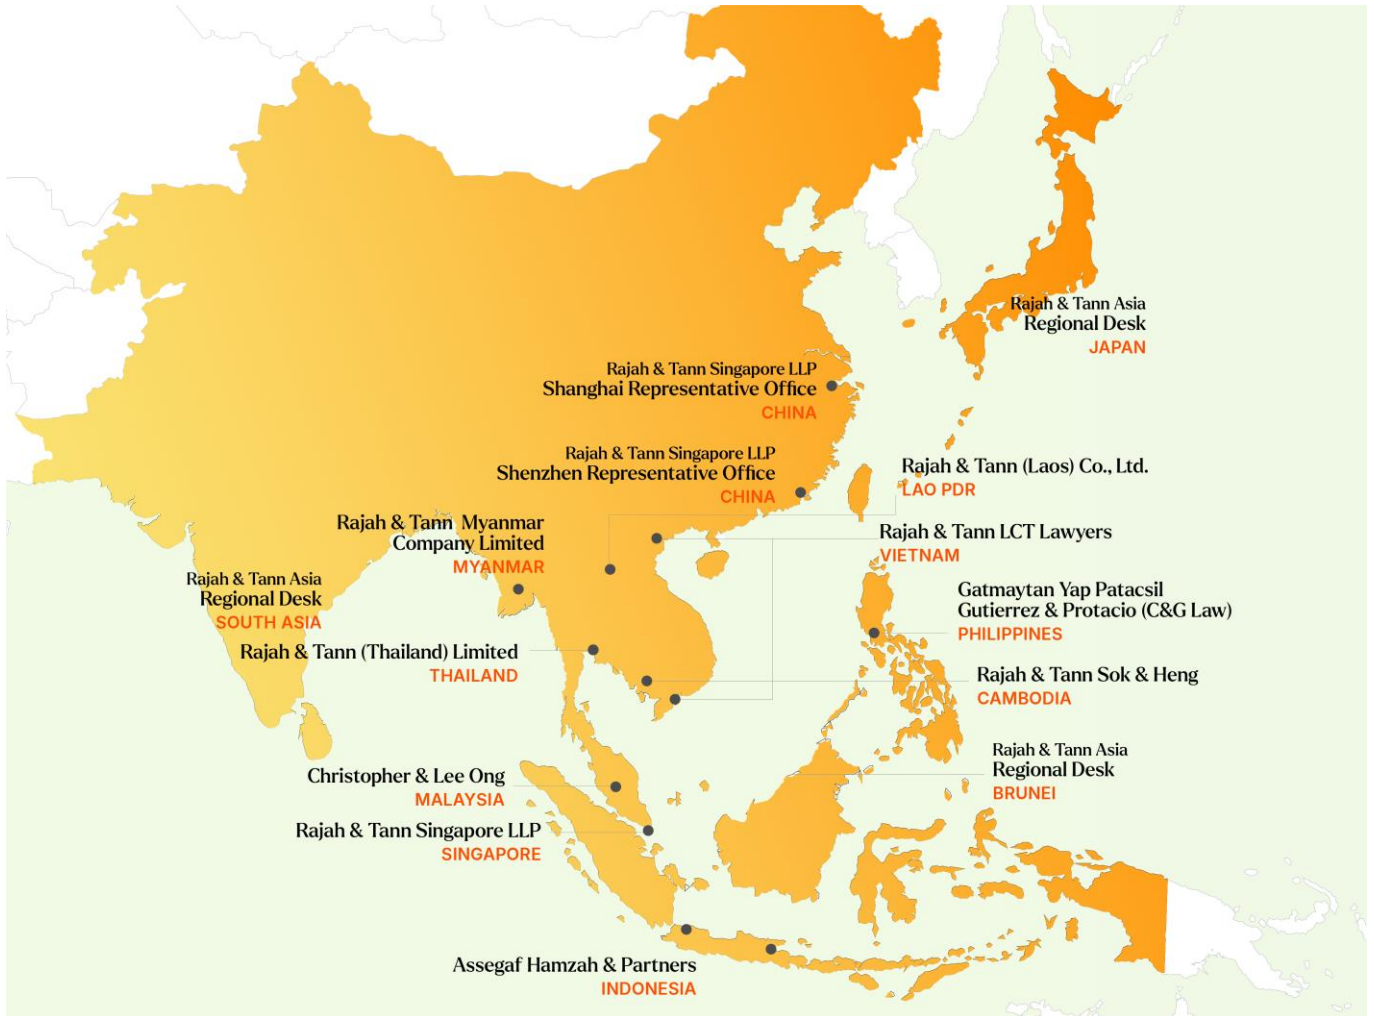 Rajah & Tann Asia
Regional Desk
JAPAN
Rajah & Tann Singapore LLP
Shanghai Representative Office
CHINA
Rajah & Tann Singapore LLP
Shenzhen Representative Office
CHINA
Rajah & Tann (Laos) Co., Ltd.
LAO PDR
Rajah & Tann Myanmar
Company Limited
MYANMAR
Rajah & Tann LCT Lawyers
VIETNAM
Rajah & Tann Asia
Regional Desk
SOUTH ASIA
Gatmaytan Yap Patacsil
Gutierrez & Protacio (C&G Law)
PHILIPPINES
Rajah & Tann (Thailand) Limited
THAILAND
Rajah & Tann Sok & Heng
CAMBODIA
Rajah & Tann Asia
Regional Desk
BRUNEI
Christopher & Lee Ong
MALAYSIA
Rajah & Tann Singapore LLP
SINGAPORE
Assegaf Hamzah & Partners
INDONESIA